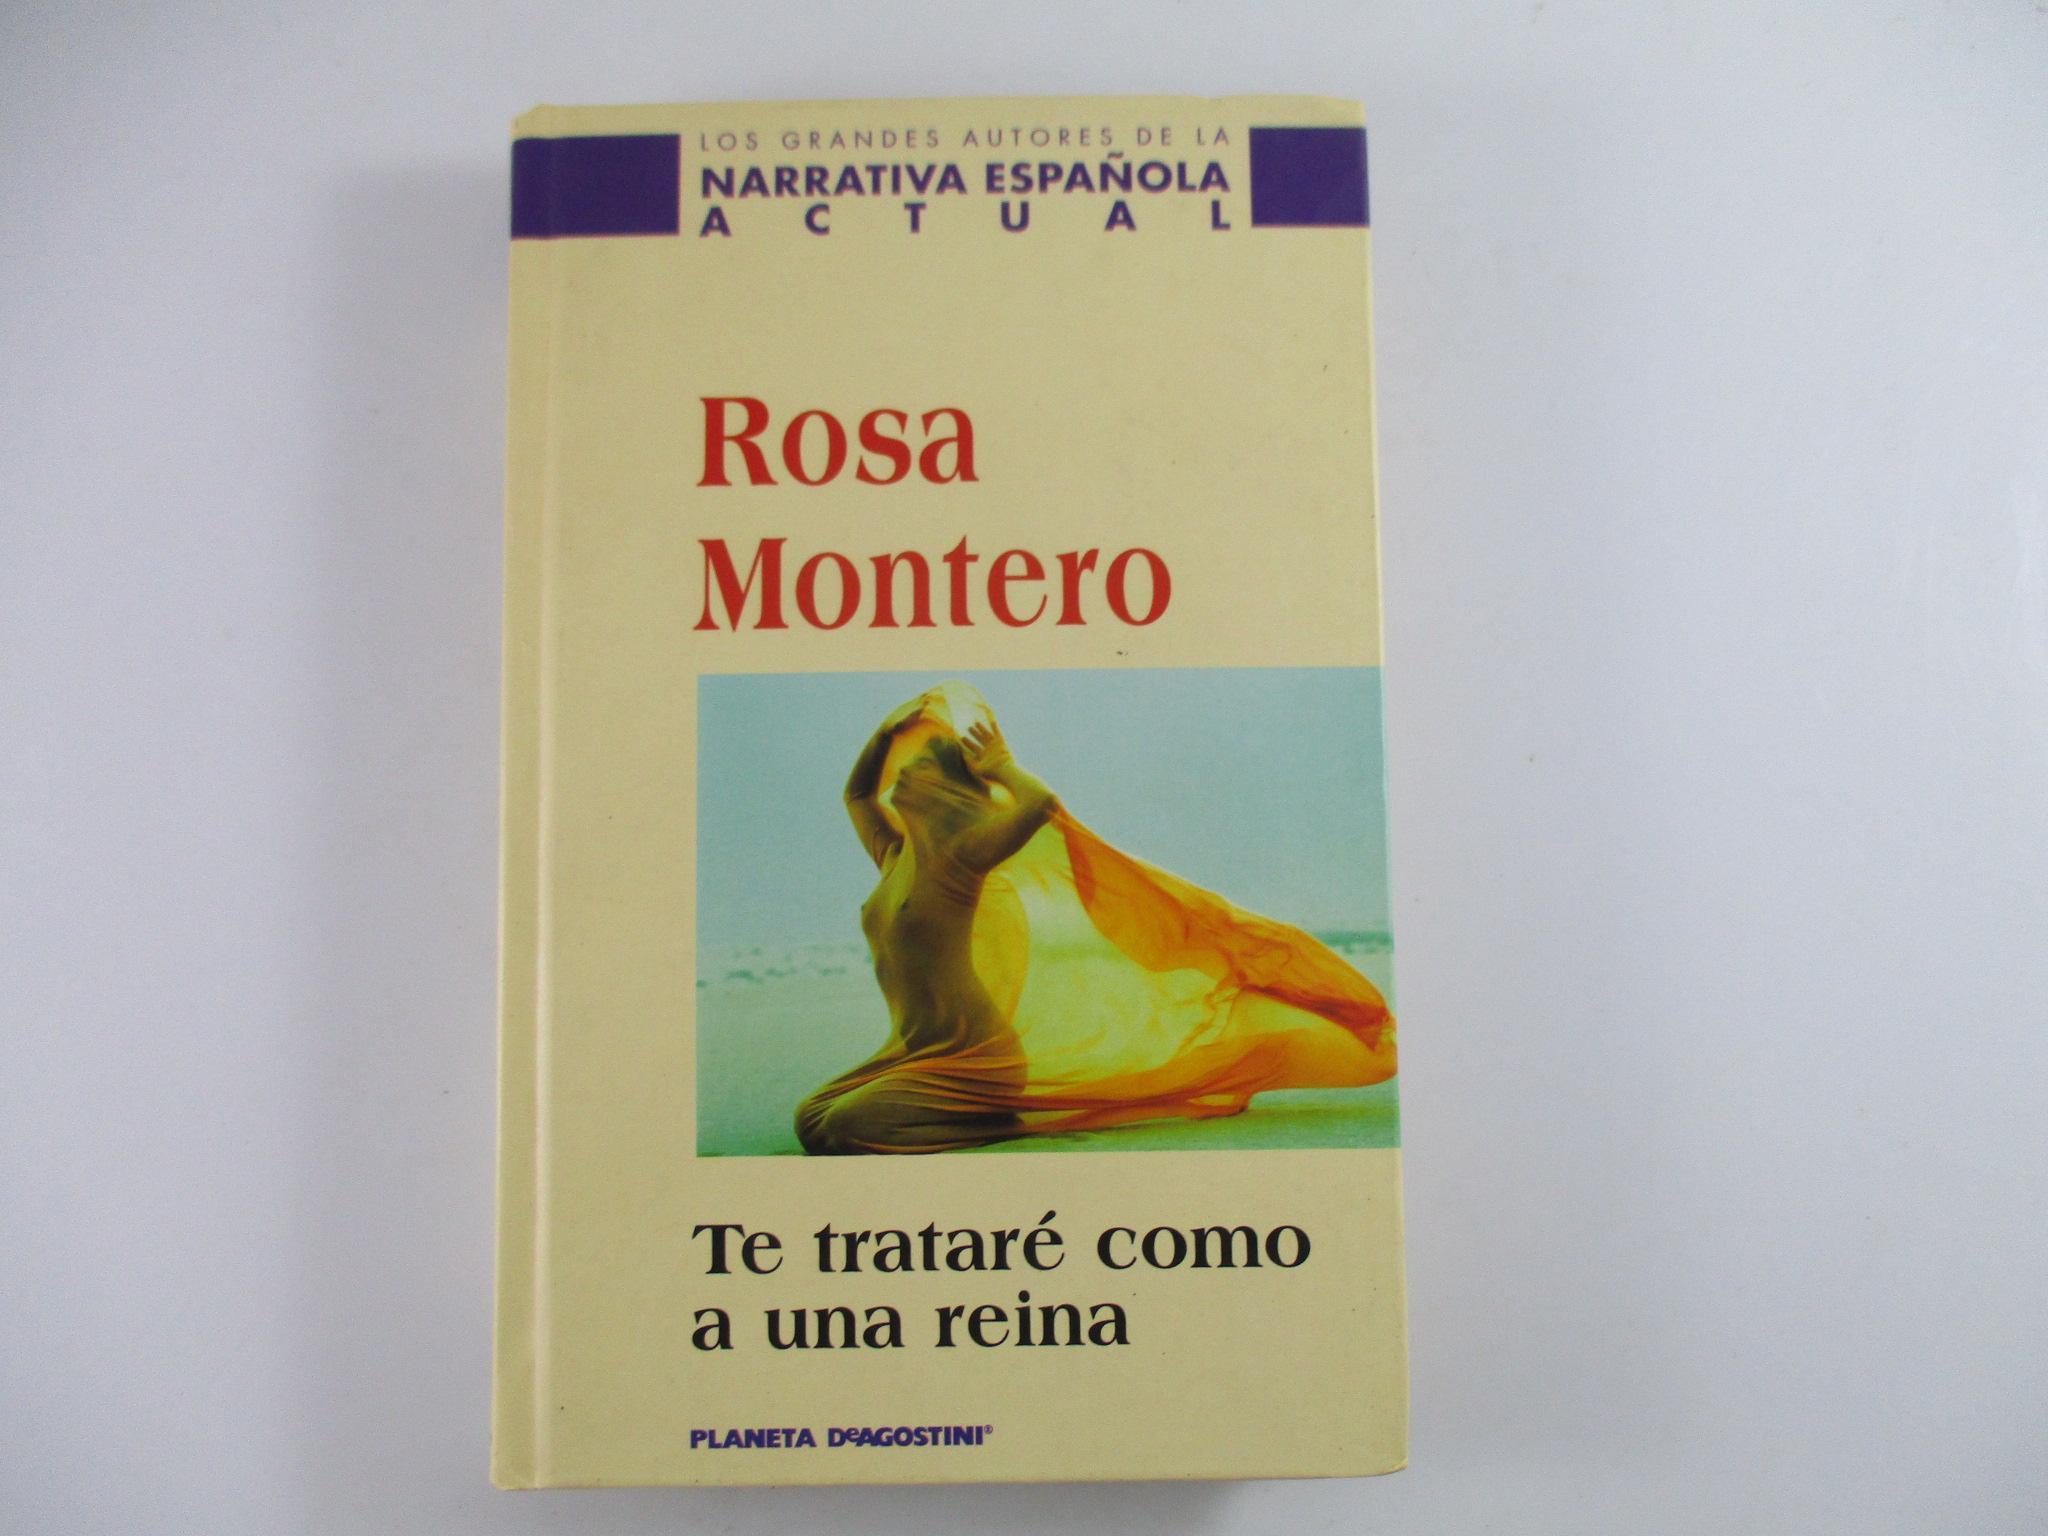 LOS GRANDES AUTORES DE LA
NARRATIVA ESPAÑOLA
ACTUAL
Rosa
Montero
Te trataré como
a una reina
PLANETA DeAGOSTINI®